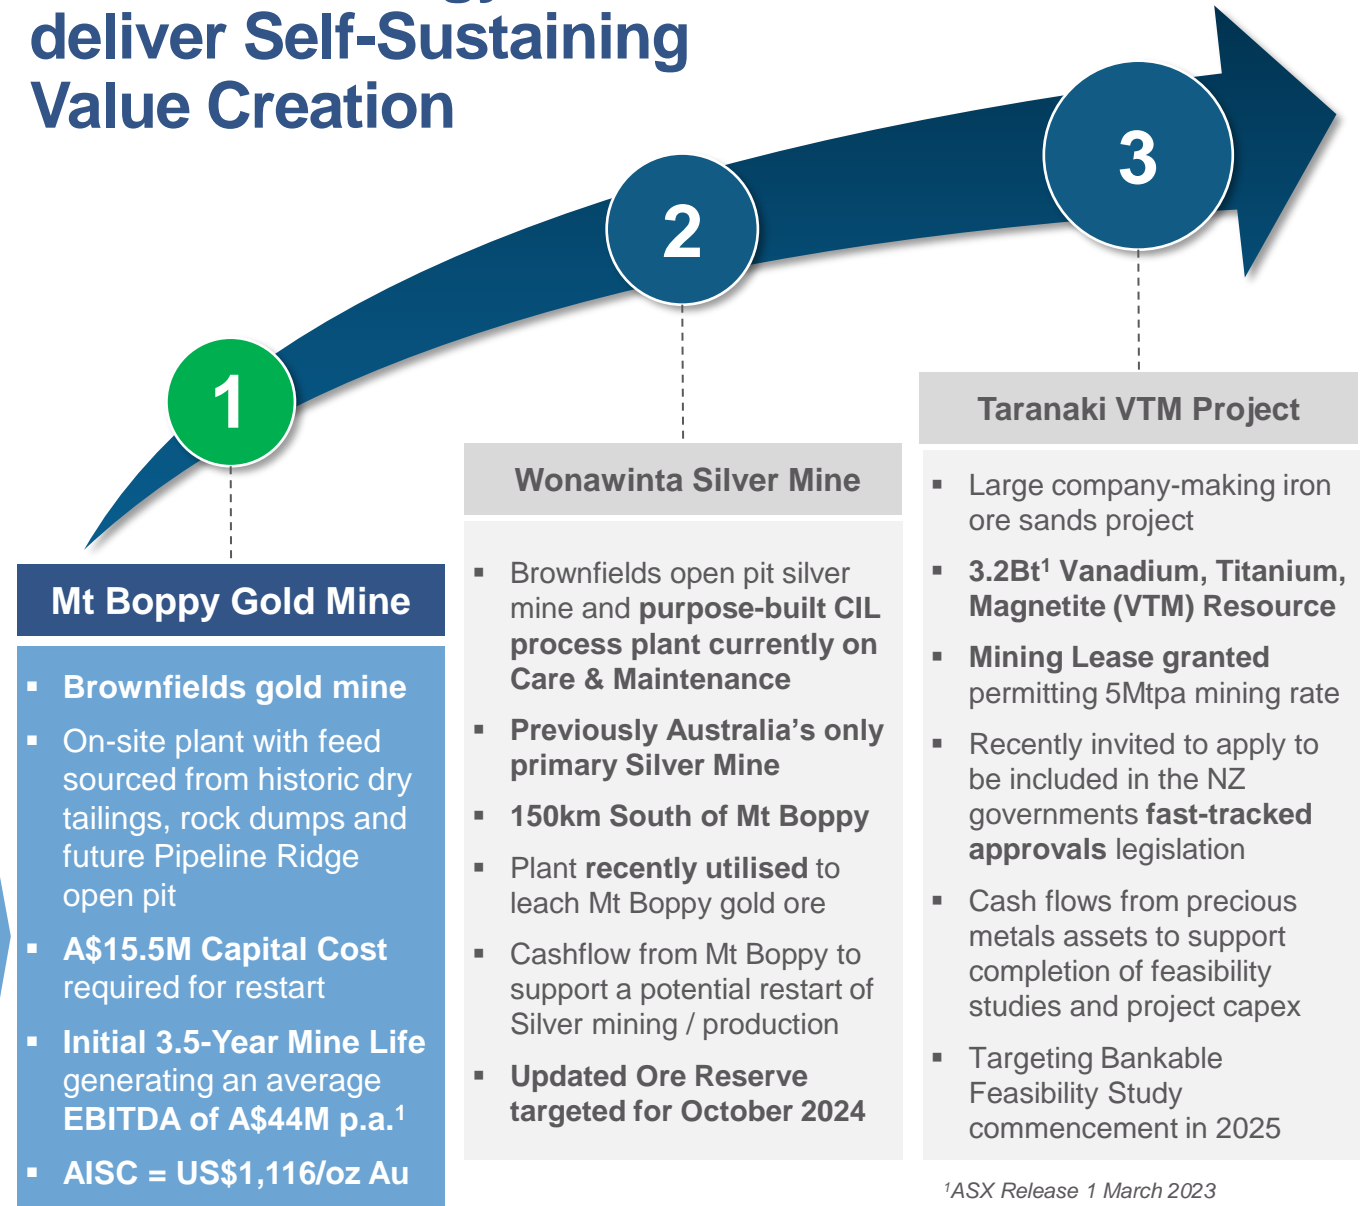 deliver Self-Sustaining
Value Creation
1
2
3
Mt Boppy Gold Mine
▪ Brownfields gold mine
▪ On-site plant with feed
sourced from historic dry
tailings, rock dumps and
future Pipeline Ridge
open pit
▪ A$15.5M Capital Cost
required for restart
▪ Initial 3.5-Year Mine Life
generating an average
EBITDA of A$44M p.a.¹
▪ AISC = US$1,116/oz Au
Wonawinta Silver Mine
▪ Brownfields open pit silver
mine and purpose-built CIL
process plant currently on
Care & Maintenance
▪ Previously Australia's only
primary Silver Mine
▪ 150km South of Mt Boppy
▪ Plant recently utilised to
leach Mt Boppy gold ore
▪ Cashflow from Mt Boppy to
support a potential restart of
Silver mining / production
▪ Updated Ore Reserve
targeted for October 2024
Taranaki VTM Project
▪ Large company-making iron
ore sands project
▪ 3.2Bt¹ Vanadium, Titanium,
Magnetite (VTM) Resource
▪ Mining Lease granted
permitting 5Mtpa mining rate
▪ Recently invited to apply to
be included in the NZ
governments fast-tracked
approvals legislation
▪ Cash flows from precious
metals assets to support
completion of feasibility
studies and project capex
▪ Targeting Bankable
Feasibility Study
commencement in 2025
¹ASX Release 1 March 2023